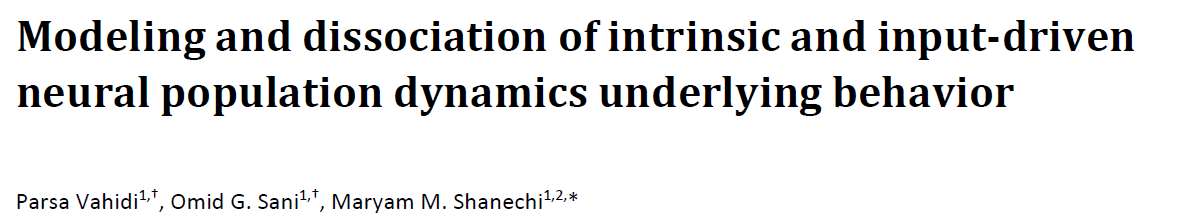 Modeling and dissociation of intrinsic and input-driven
neural population dynamics underlying behavior
Parsa Vahidi1,†, Omid G. Sani1,†, Maryam M. Shanechi1,2,*